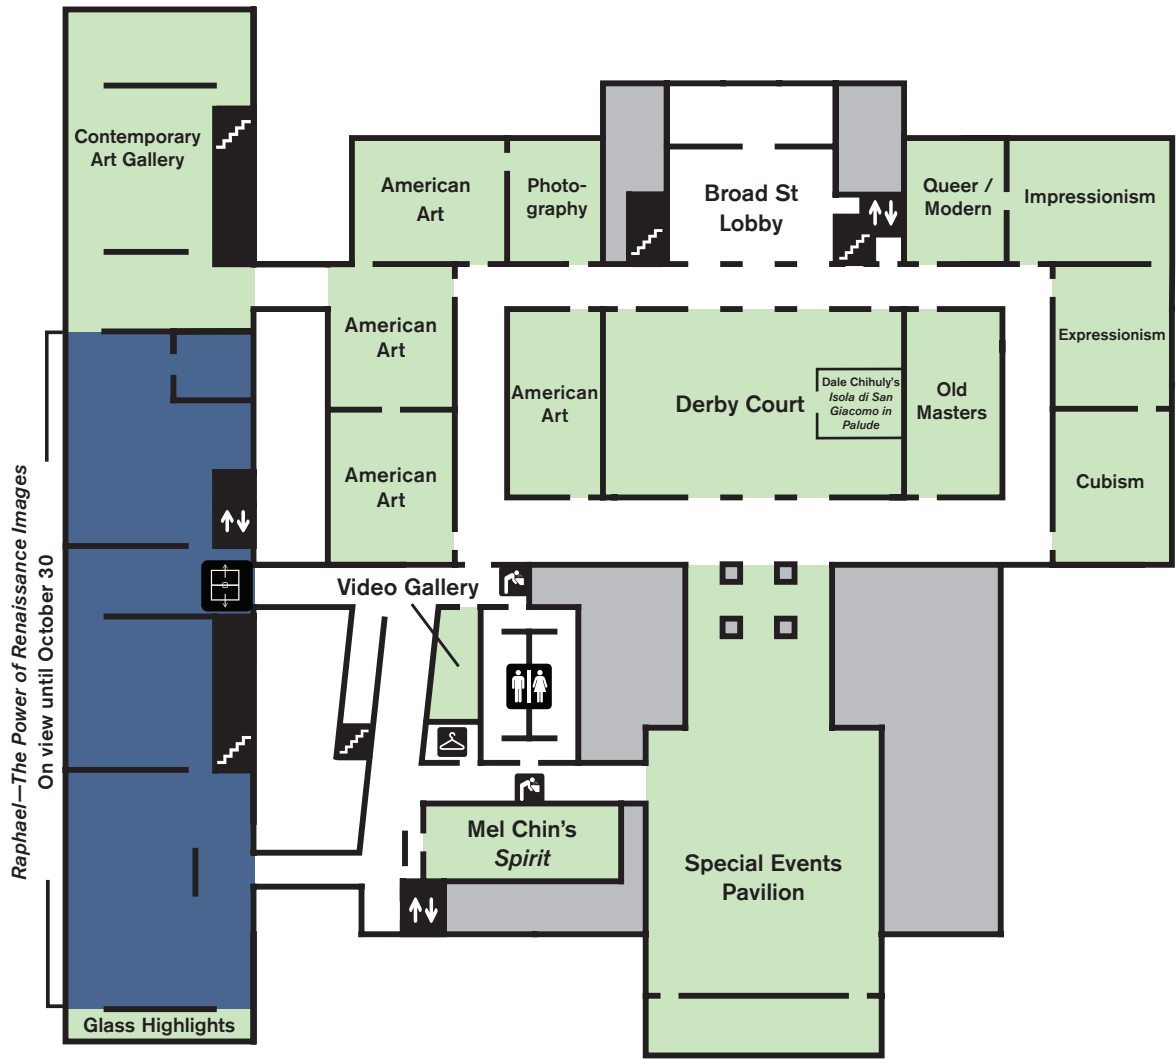 Contemporary
Art Gallery
American
Art
Photo-
graphy
Broad St
Lobby
Queer /
Modern
Impressionism
American
Art
American
Art
Derby Court
Dale Chihuly's
Isola di San
Giacomo in
Palude
Old
Masters
Expressionism
American
Art
Cubism
Raphael—The Power of Renaissance Images
On view until October 30
Video Gallery
Mel Chin's
Spirit
Special Events
Pavilion
Glass Highlights